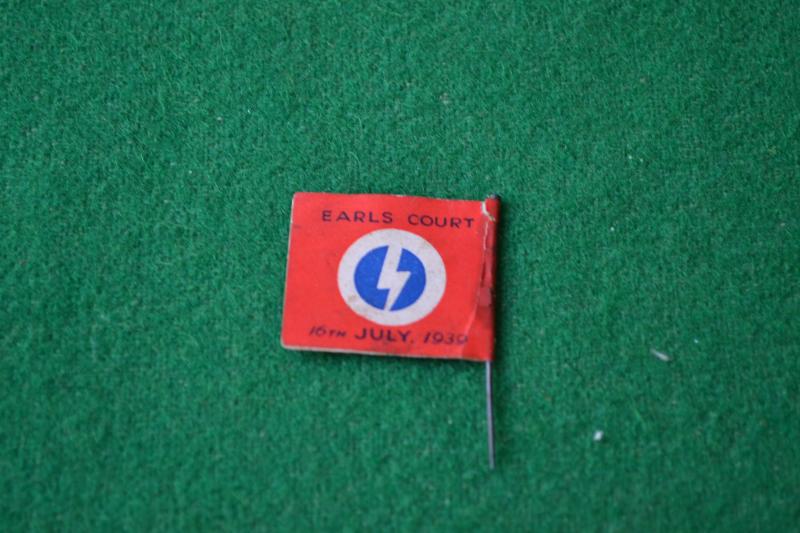 EARLS COURT
16TH JULY, 1939